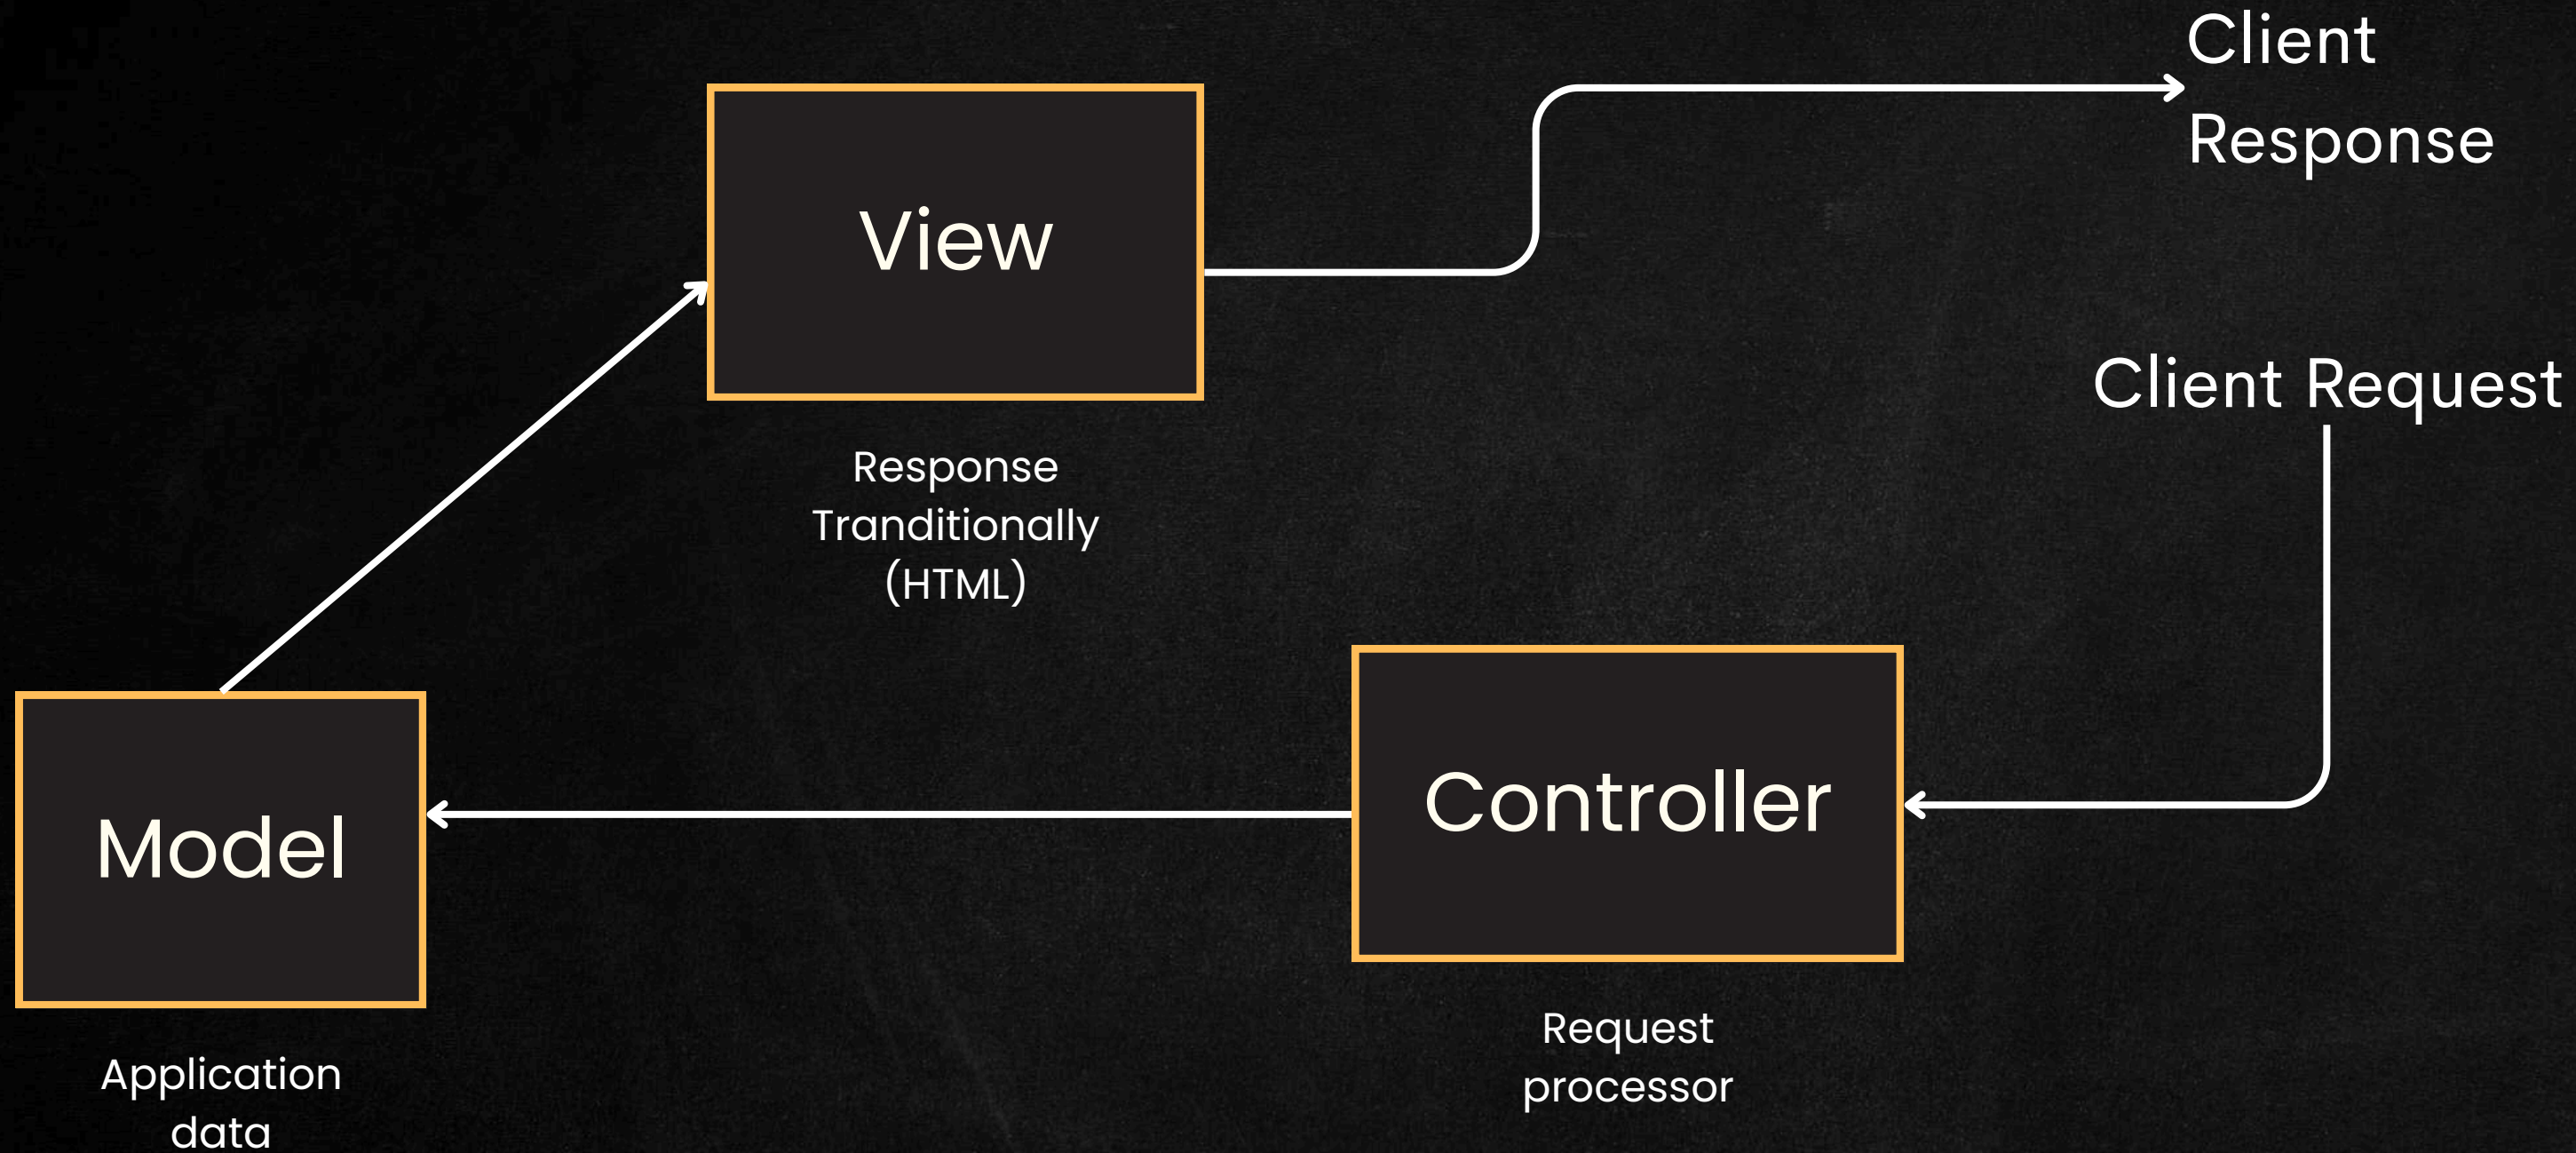 Client
Response
View
Client Request
Response
Tranditionally
(HTML)
Controller
Model
Request
processor
Application
data